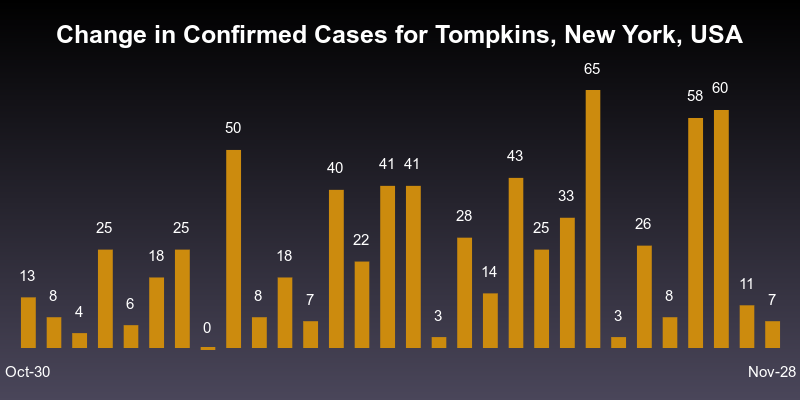 Change in Confirmed Cases for Tompkins, New York, USA
13 8 4 25 6 18 25 0 50 8 18 7 40 22 41 41 3 28 14 43 25 33 65 3 26 8 58 60 11 7
Oct-30 Nov-28